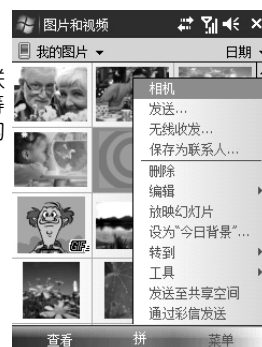 图片和视频
我的图片
日期
相机
发送...
无线收发...
保存为联系人...
删除
编辑
放映幻灯片
设为“今日背景”...
转到
工具
发送至共享空间
通过彩信发送
GIF
查看 拼 菜单